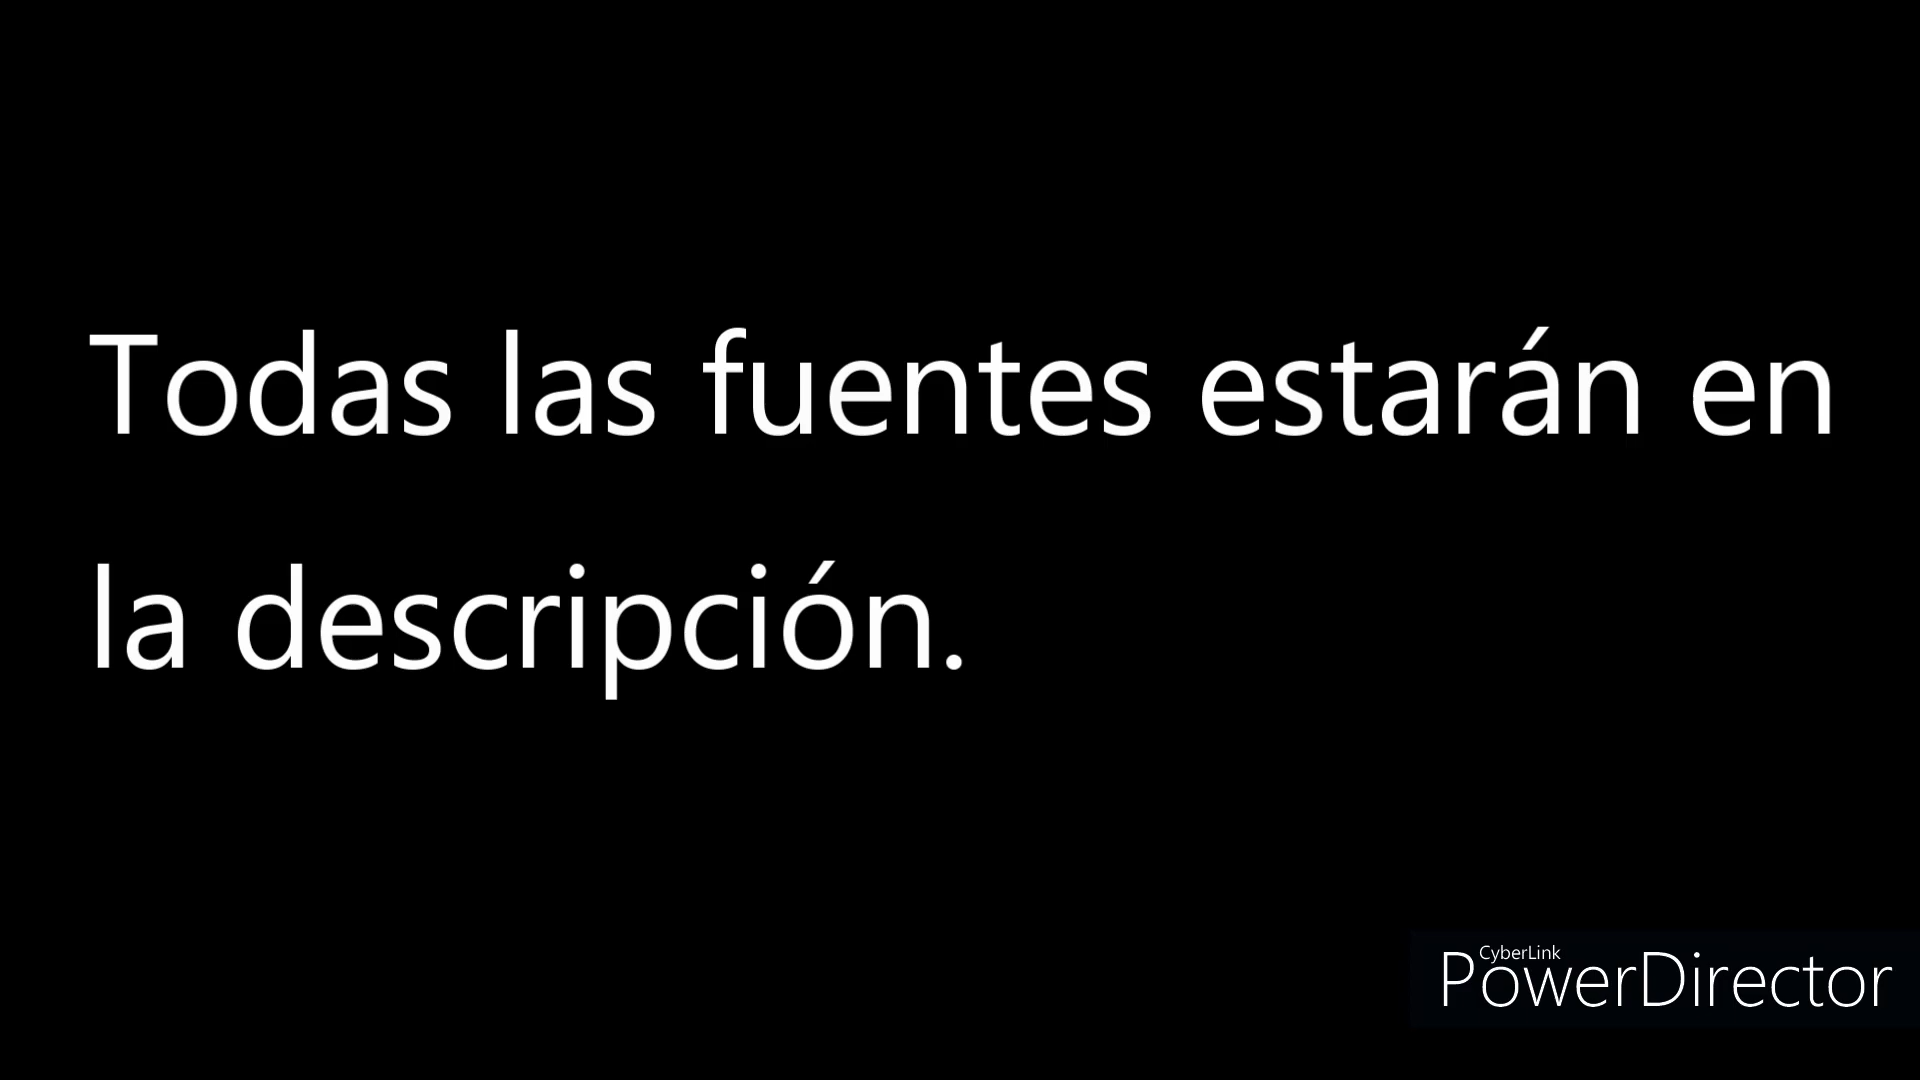 Todas las fuentes estarán en
la descripción.
CyberLink
PowerDirector